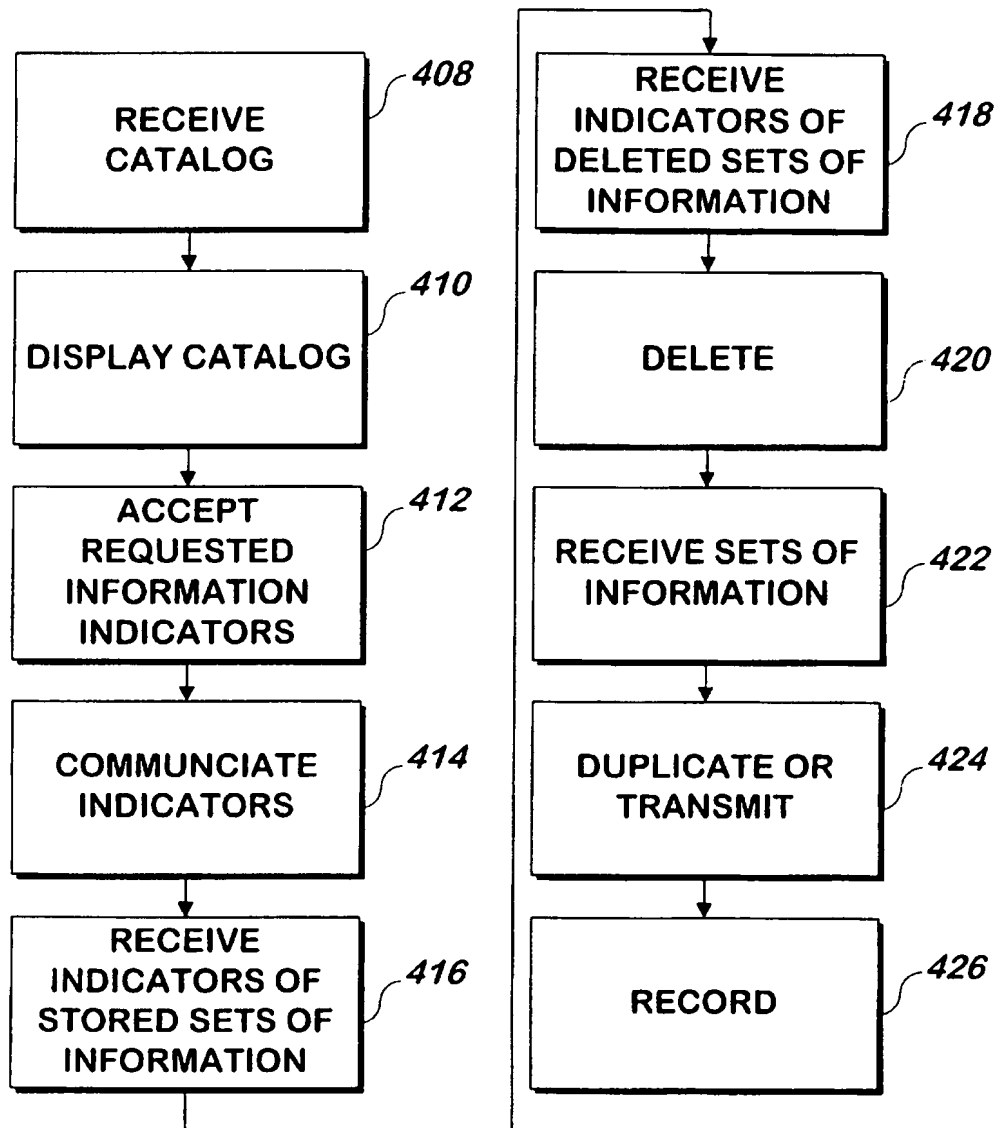 RECEIVE
CATALOG
408
DISPLAY CATALOG
410
ACCEPT
REQUESTED
INFORMATION
INDICATORS
412
COMMUNCIATE
INDICATORS
414
RECEIVE
INDICATORS OF
STORED SETS OF
INFORMATION
416
RECEIVE
INDICATORS OF
DELETED SETS OF
INFORMATION
418
DELETE
420
RECEIVE SETS OF
INFORMATION
422
DUPLICATE OR
TRANSMIT
424
RECORD
426